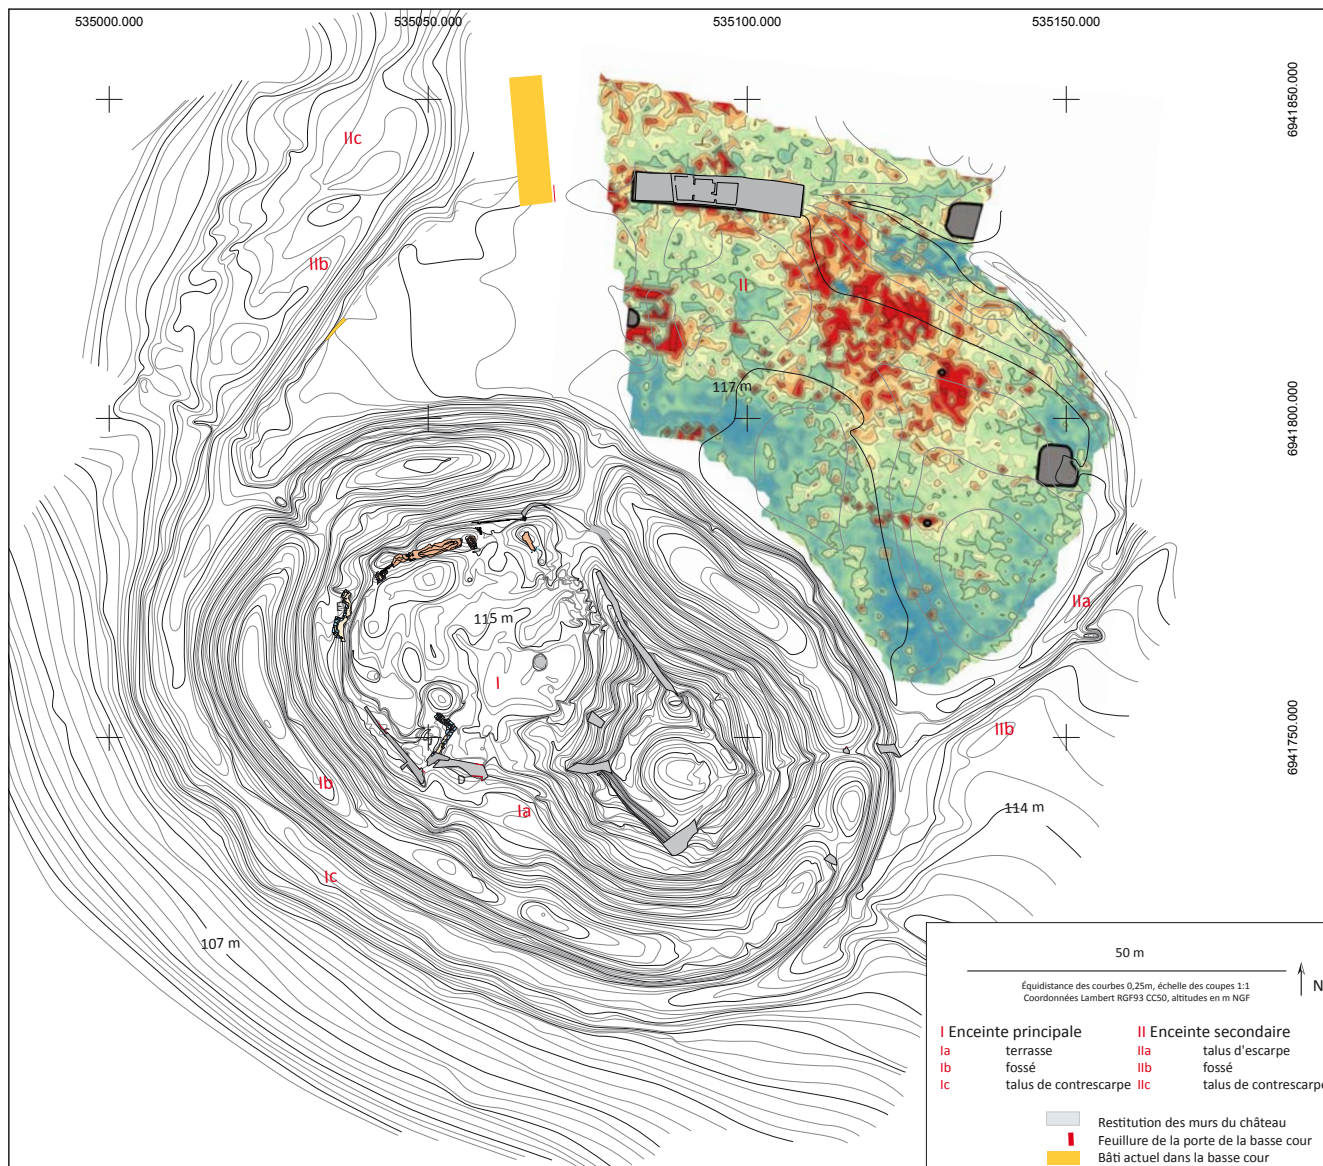 535000.000 535050.000 535100.000 535150.000
6941850.000
IIc
IIb
II
117 m
6941800.000
IIa
E
115 m
I
2
6941750.000
IIb
D
Ib
Ia
114 m
Ic
107 m
50 m
Équidistance des courbes 0,25m, échelle des coupes 1:1
Coordonnées Lambert RGF93 CC50, altitudes en m NGF
N
I Enceinte principale II Enceinte secondaire
Ia terrasse IIa talus d'escarpe
Ib fossé IIb fossé
Ic talus de contrescarpe IIc talus de contrescarpe
Restitution des murs du château
Feuillure de la porte de la basse cour
Bâti actuel dans la basse cour